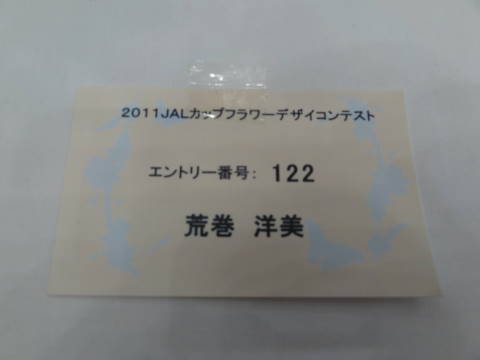 2011JALカップフラワーデザイコンテスト
エントリー番号: 122
荒巻 洋美